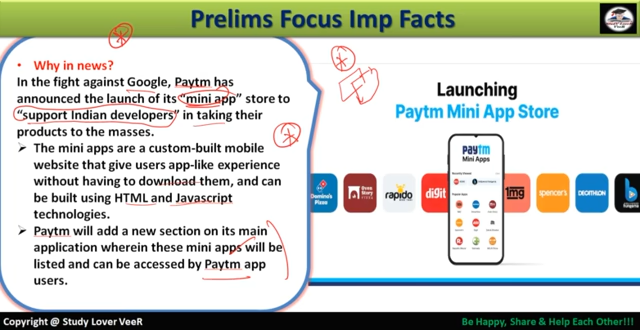 Prelims Focus Imp Facts
• Why in news?
In the fight against Google, Paytm has
announced the launch of its "mini app" store to
"support Indian developers" in taking their
products to the masses.
➤ The mini apps are a custom-built mobile
website that give users app-like experience
without having to download them, and can
be built using HTML and Javascript
technologies.
➤ Paytm will add a new section on its main
application wherein these mini apps will be
listed and can be accessed by Paytm app
users.
Launching
Paytm Mini App Store
paytm
Mini Apps
Domino's
Pizza
Oven
Story
rapido
digit
1mg
spencer's
DECATHLON
Copyright @ Study Lover VeeR
Be Happy, Share & Help Each Other!!!